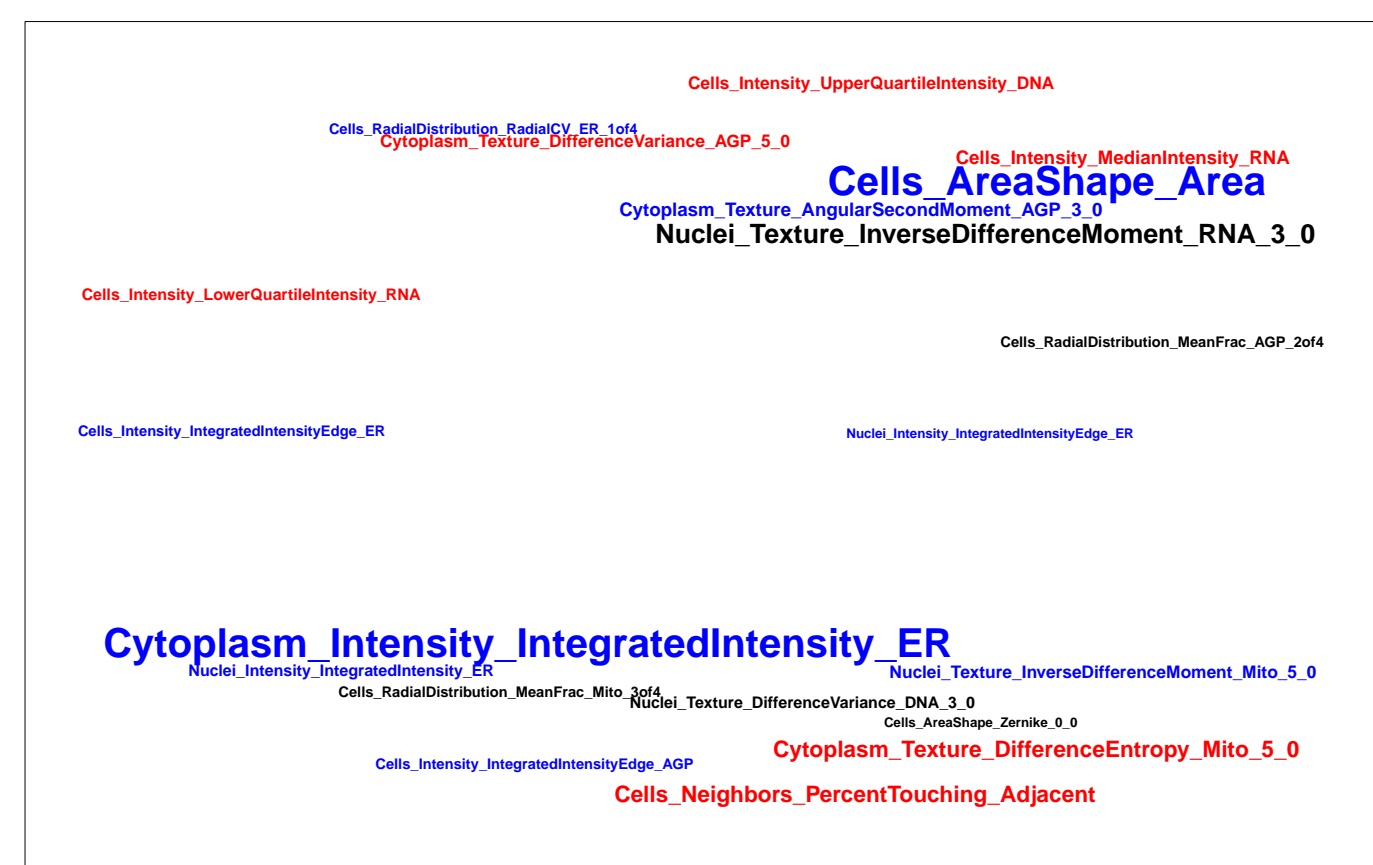 Cells_Intensity_UpperQuartileIntensity_DNA
Cells_RadialDistribution_RadialCV_ER_1of4
Cytoplasm_Texture_DifferenceVariance_AGP_5_0
Cells_Intensity_MedianIntensity_RNA
Cells_AreaShape_Area
Cytoplasm_Texture_AngularSecondMoment_AGP_3_0
Nuclei_Texture_InverseDifferenceMoment_RNA_3_0
Cells_Intensity_LowerQuartileIntensity_RNA
Cells_RadialDistribution_MeanFrac_AGP_2of4
Cells_Intensity_IntegratedIntensityEdge_ER
Nuclei_Intensity_IntegratedIntensityEdge_ER
Cytoplasm_Intensity_IntegratedIntensity_ER
Nuclei_Intensity_IntegratedIntensity_ER
Nuclei_Texture_InverseDifferenceMoment_Mito_5_0
Cells_RadialDistribution_MeanFrac_Mito_3of4
Nuclei_Texture_DifferenceVariance_DNA_3_0
Cells_AreaShape_Zernike_0_0
Cytoplasm_Texture_DifferenceEntropy_Mito_5_0
Cells_Intensity_IntegratedIntensityEdge_AGP
Cells_Neighbors_PercentTouching_Adjacent